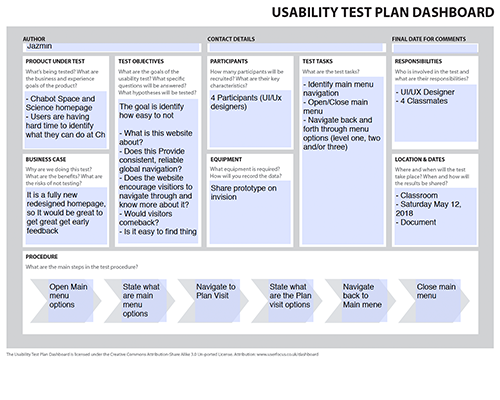 USABILITY TEST PLAN DASHBOARD
AUTHOR
Jazmin
CONTACT DETAILS
FINAL DATE FOR COMMENTS
PRODUCT UNDER TEST
What's being tested? What are
the business and experience
goals of the product?
- Chabot Space and
Science homepage
- Users are having
hard time to identify
what they can do at Ch
BUSINESS CASE
Why are we doing this test?
What are the benefits? What are
the risks of not testing?
It is a fully new
redesigned homepage,
so It would be great to
get great get early
feedback
TEST OBJECTIVES
What are the goals of the
usability test? What specific
questions will be answered?
What hypotheses will be tested?
The goal is identify
how easy to not
- What is this website
about?
- Does this Provide
consistent, reliable
global navigation?
- Does the website
encourage visitiors to
navigate through and
know more about it?
- Would visitors
comeback?
- Is it easy to find thing
PARTICIPANTS
How many participants will be
recruited? What are their key
characteristics?
4 Participants (UI/Ux
designers)
EQUIPMENT
What equipment is required?
How will you record the data?
Share prototype on
invision
TEST TASKS
What are the test tasks?
- Identify main menu
navigation
- Open/Close main
menu
- Navigate back and
forth through menu
options (level one, two
and/or three)
RESPONSIBILITIES
Who is involved in the test and
what are their responsibilities?
- UI/UX Designer
- 4 Classmates
LOCATION & DATES
Where and when will the test
take place? When and how will
the results be shared?
- Classroom
- Saturday May 12,
2018
- Document
PROCEDURE
What are the main steps in the test procedure?
Open Main
menu
options
State what
are main
menu
options
Navigate to
Plan Visit
State what
are the Plan
visit options
Navigate
back to
Main mene
Close main
menu
The Usability Test Plan Dashboard is licensed under the Creative Commons Attribution-Share Alike 3.0 Unported License. Attribution: www.userfocus.co.uk/dashboard